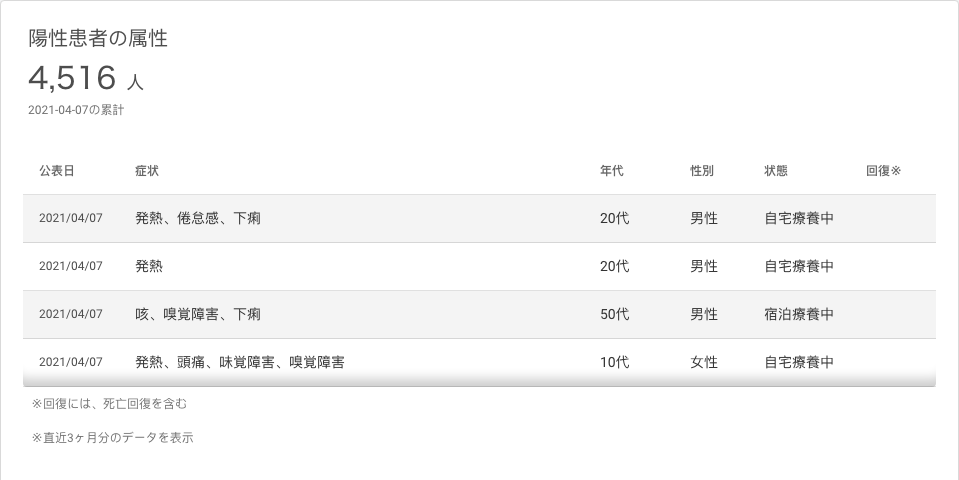 陽性患者の属性
4,516 人
2021-04-07の累計
公表日 症状 年代 性別 状態 回復※
2021/04/07 発熱、倦怠感、下痢 20代 男性 自宅療養中
2021/04/07 発熱 20代 男性 自宅療養中
2021/04/07 咳、嗅覚障害、下痢 50代 男性 宿泊療養中
2021/04/07 発熱、頭痛、味覚障害、嗅覚障害 10代 女性 自宅療養中
※回復には、死亡回復を含む
※直近3ヶ月分のデータを表示